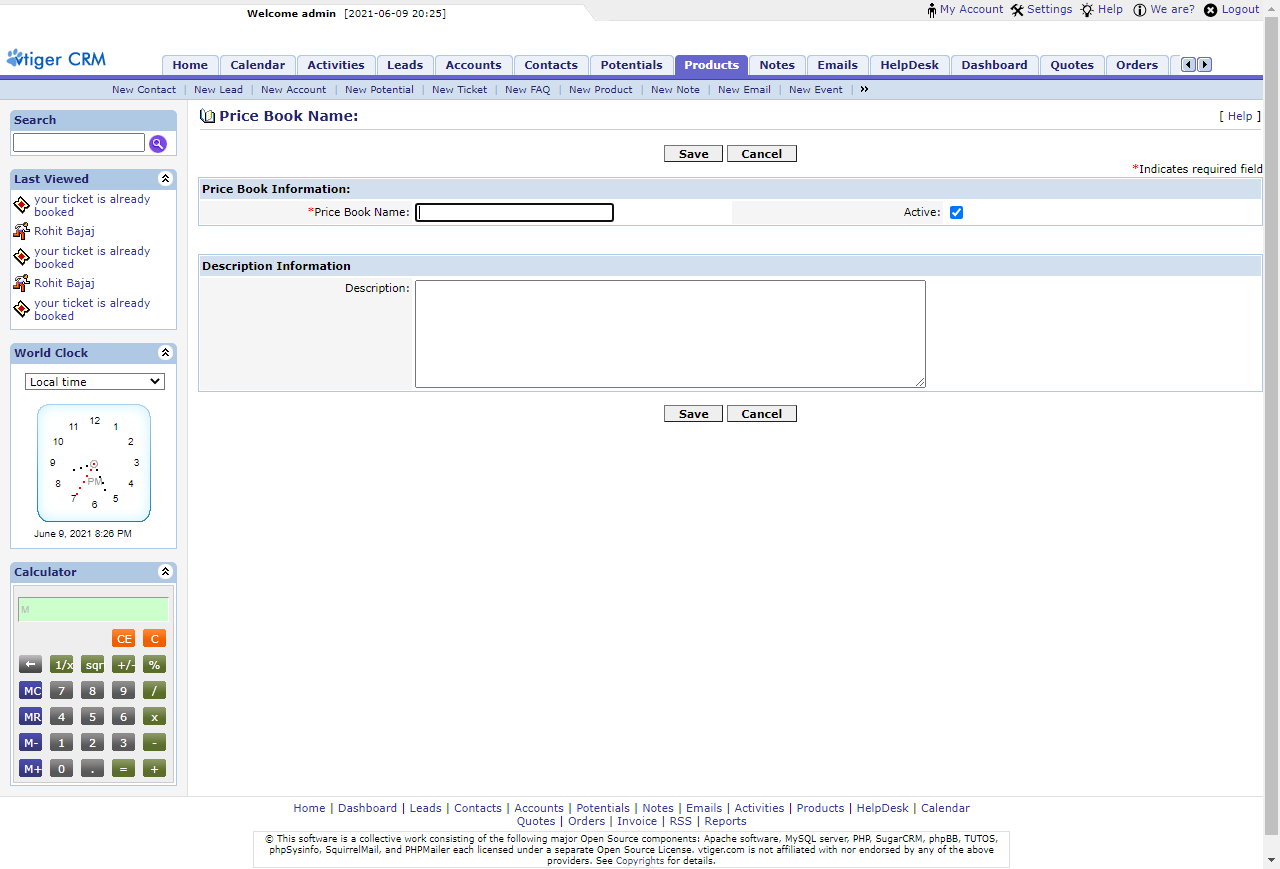 Welcome admin [2021-06-09 20:25]
My Account Settings Help We are? Logout
vtiger CRM
Home Calendar Activities Leads Accounts Contacts Potentials Products Notes Emails HelpDesk Dashboard Quotes Orders
New Contact | New Lead | New Account | New Potential | New Ticket | New FAQ | New Product | New Note | New Email | New Event | »
Search
Last Viewed
your ticket is already
booked
Rohit Bajaj
your ticket is already
booked
Rohit Bajaj
your ticket is already
booked
World Clock
Local time
12
11 1
10 2
9 3
8 PM 4
7 5
6
June 9, 2021 8:26 PM
Calculator
M
CE C
← 1/x sqr +/- %
MC 7 8 9 /
MR 4 5 6 x
M- 1 2 3 -
M+ 0 . = +
Price Book Name:
[ Help ]
Save Cancel
*Indicates required field
Price Book Information:
*Price Book Name: Active:
Description Information
Description:
Save Cancel
Home | Dashboard | Leads | Contacts | Accounts | Potentials | Notes | Emails | Activities | Products | HelpDesk | Calendar
Quotes | Orders | Invoice | RSS | Reports
© This software is a collective work consisting of the following major Open Source components: Apache software, MySQL server, PHP, SugarCRM, phpBB, TUTOS,
phpSysinfo, SquirrelMail, and PHPMailer each licensed under a separate Open Source License. vtiger.com is not affiliated with nor endorsed by any of the above
providers. See Copyrights for details.